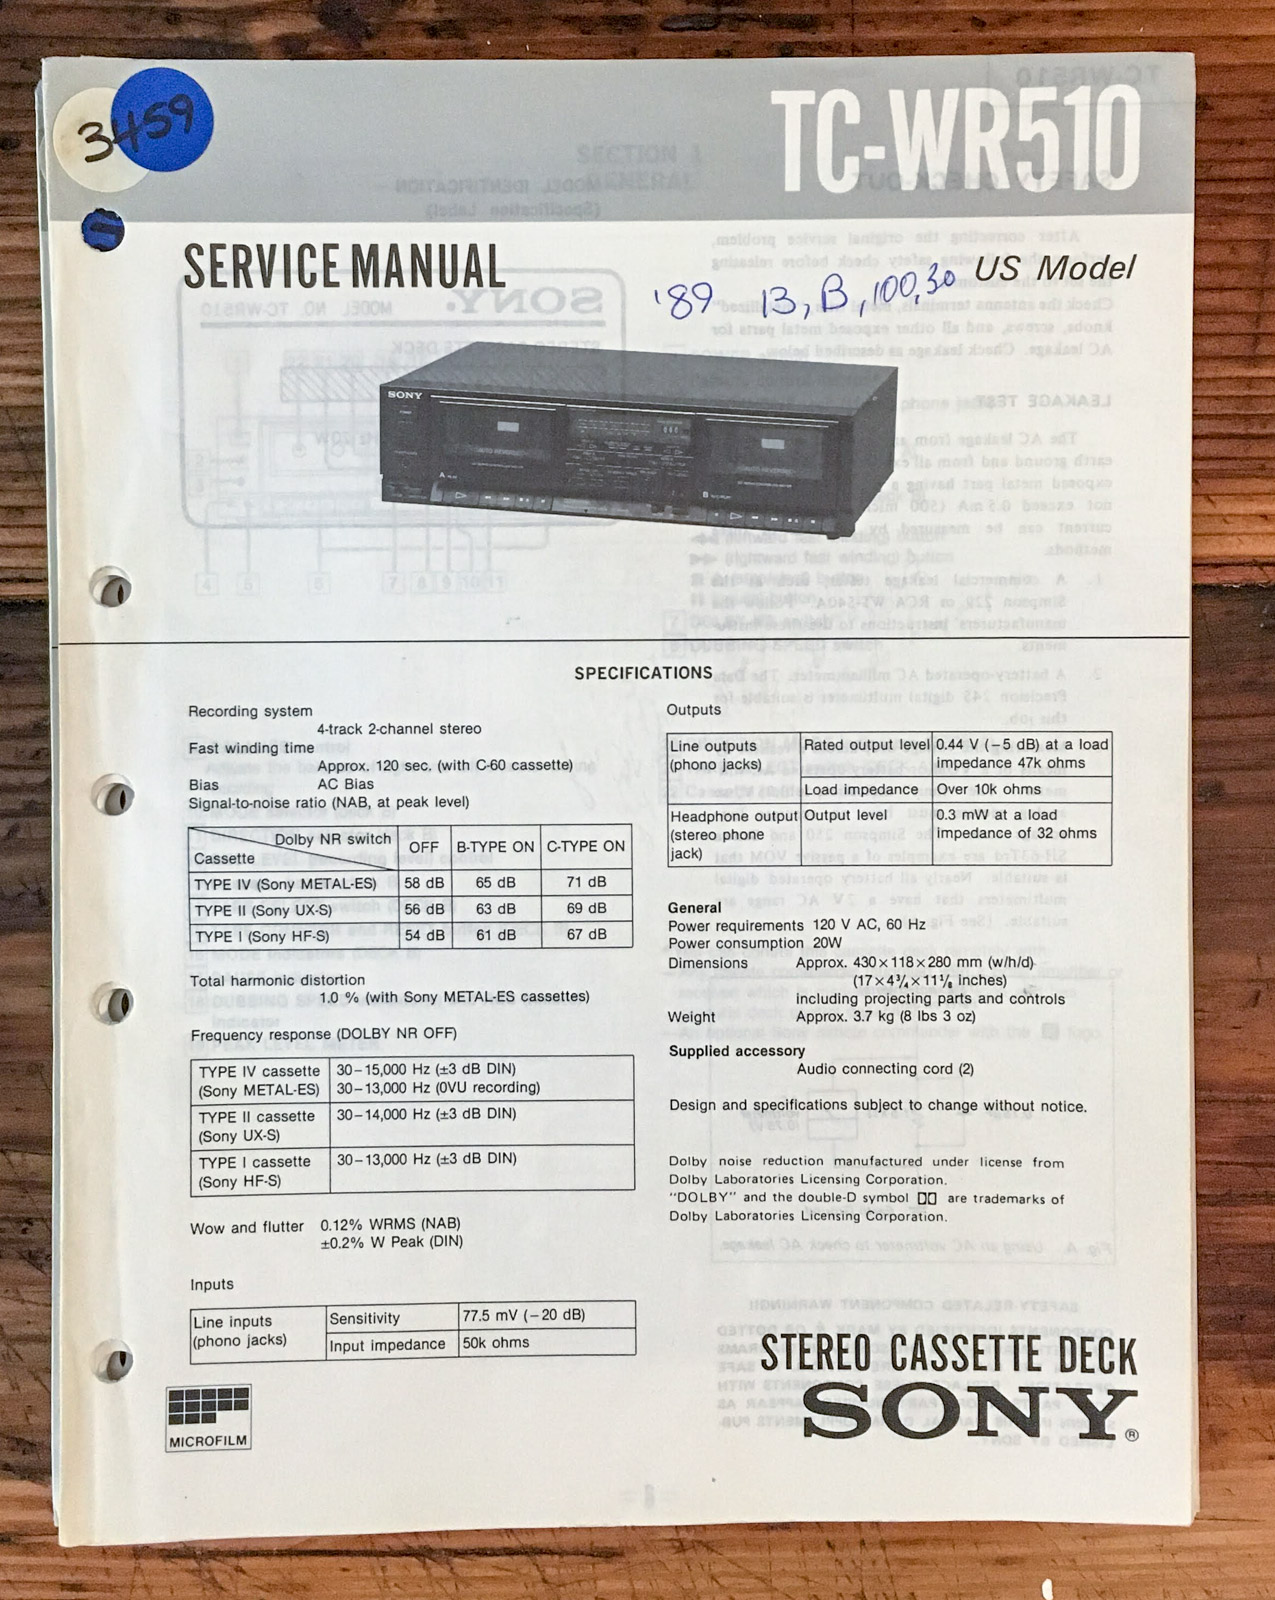 3459
TC-WR510
SERVICE MANUAL
US Model
'89 13, B, 100, 30
SONY
SPECIFICATIONS
Recording system
4-track 2-channel stereo
Fast winding time
Approx. 120 sec. (with C-60 cassette)
Bias AC Bias
Signal-to-noise ratio (NAB, at peak level)
Dolby NR switch OFF B-TYPE ON C-TYPE ON
Cassette
TYPE IV (Sony METAL-ES) 58 dB 65 dB 71 dB
TYPE II (Sony UX-S) 56 dB 63 dB 69 dB
TYPE I (Sony HF-S) 54 dB 61 dB 67 dB
Total harmonic distortion
1.0 % (with Sony METAL-ES cassettes)
Frequency response (DOLBY NR OFF)
TYPE IV cassette 30–15,000 Hz (±3 dB DIN)
(Sony METAL-ES) 30–13,000 Hz (0VU recording)
TYPE II cassette 30–14,000 Hz (±3 dB DIN)
(Sony UX-S)
TYPE I cassette 30–13,000 Hz (±3 dB DIN)
(Sony HF-S)
Wow and flutter 0.12% WRMS (NAB)
±0.2% W Peak (DIN)
Inputs
Line inputs Sensitivity 77.5 mV (−20 dB)
(phono jacks) Input impedance 50k ohms
MICROFILM
Outputs
Line outputs Rated output level 0.44 V (−5 dB) at a load
(phono jacks) impedance 47k ohms
Load impedance Over 10k ohms
Headphone output Output level 0.3 mW at a load
(stereo phone impedance of 32 ohms
jack)
General
Power requirements 120 V AC, 60 Hz
Power consumption 20W
Dimensions Approx. 430×118×280 mm (w/h/d)
(17×4¾×11⅛ inches)
including projecting parts and controls
Weight Approx. 3.7 kg (8 lbs 3 oz)
Supplied accessory
Audio connecting cord (2)
Design and specifications subject to change without notice.
Dolby noise reduction manufactured under license from
Dolby Laboratories Licensing Corporation.
"DOLBY" and the double-D symbol are trademarks of
Dolby Laboratories Licensing Corporation.
STEREO CASSETTE DECK
SONY®